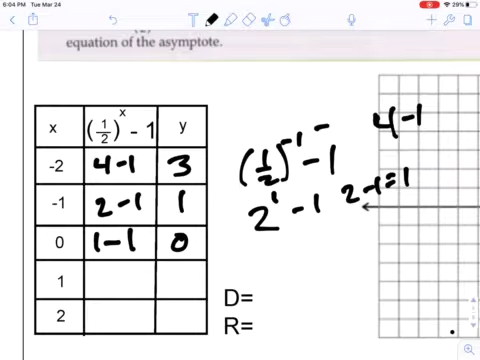 6:04 PM Tue Mar 24
29%
equation of the asymptote.
x (1/2)^x - 1 y
-2 4-1 3
-1 2-1 1
0 1-1 0
1
2
(1/2)^-1 - 1
2^1 - 1
4-1
2-1=1
D=
R=